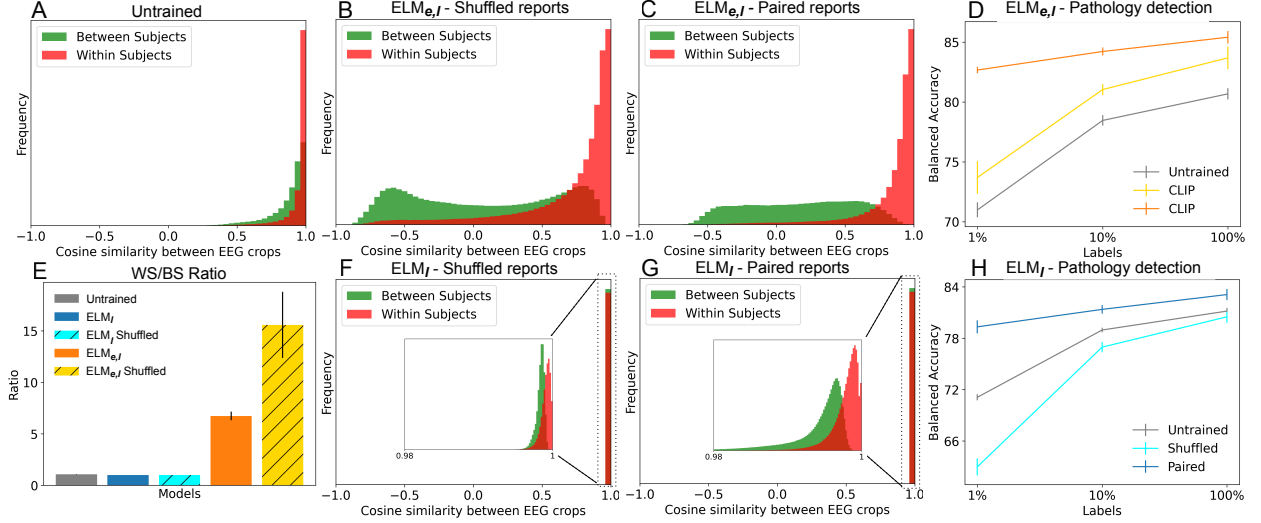 A Untrained
Between Subjects
Within Subjects
Frequency
−1.0 −0.5 0.0 0.5 1.0
Cosine similarity between EEG crops
B ELMe,l - Shuffled reports
Between Subjects
Within Subjects
Frequency
−1.0 −0.5 0.0 0.5 1.0
Cosine similarity between EEG crops
C ELMe,l - Paired reports
Between Subjects
Within Subjects
Frequency
−1.0 −0.5 0.0 0.5 1.0
Cosine similarity between EEG crops
D ELMe,l - Pathology detection
Balanced Accuracy
85
80
75
70
Untrained
CLIP
CLIP
1% 10% 100%
Labels
E WS/BS Ratio
Untrained
ELMl
ELMl Shuffled
ELMe,l
ELMe,l Shuffled
Ratio
15
10
5
0
Models
F ELMl - Shuffled reports
Between Subjects
Within Subjects
Frequency
0.98 1
−1.0 −0.5 0.0 0.5 1.0
Cosine similarity between EEG crops
G ELMl - Paired reports
Between Subjects
Within Subjects
Frequency
0.98 1
−1.0 −0.5 0.0 0.5 1.0
Cosine similarity between EEG crops
H ELMl - Pathology detection
Balanced Accuracy
84
78
72
66
Untrained
Shuffled
Paired
1% 10% 100%
Labels